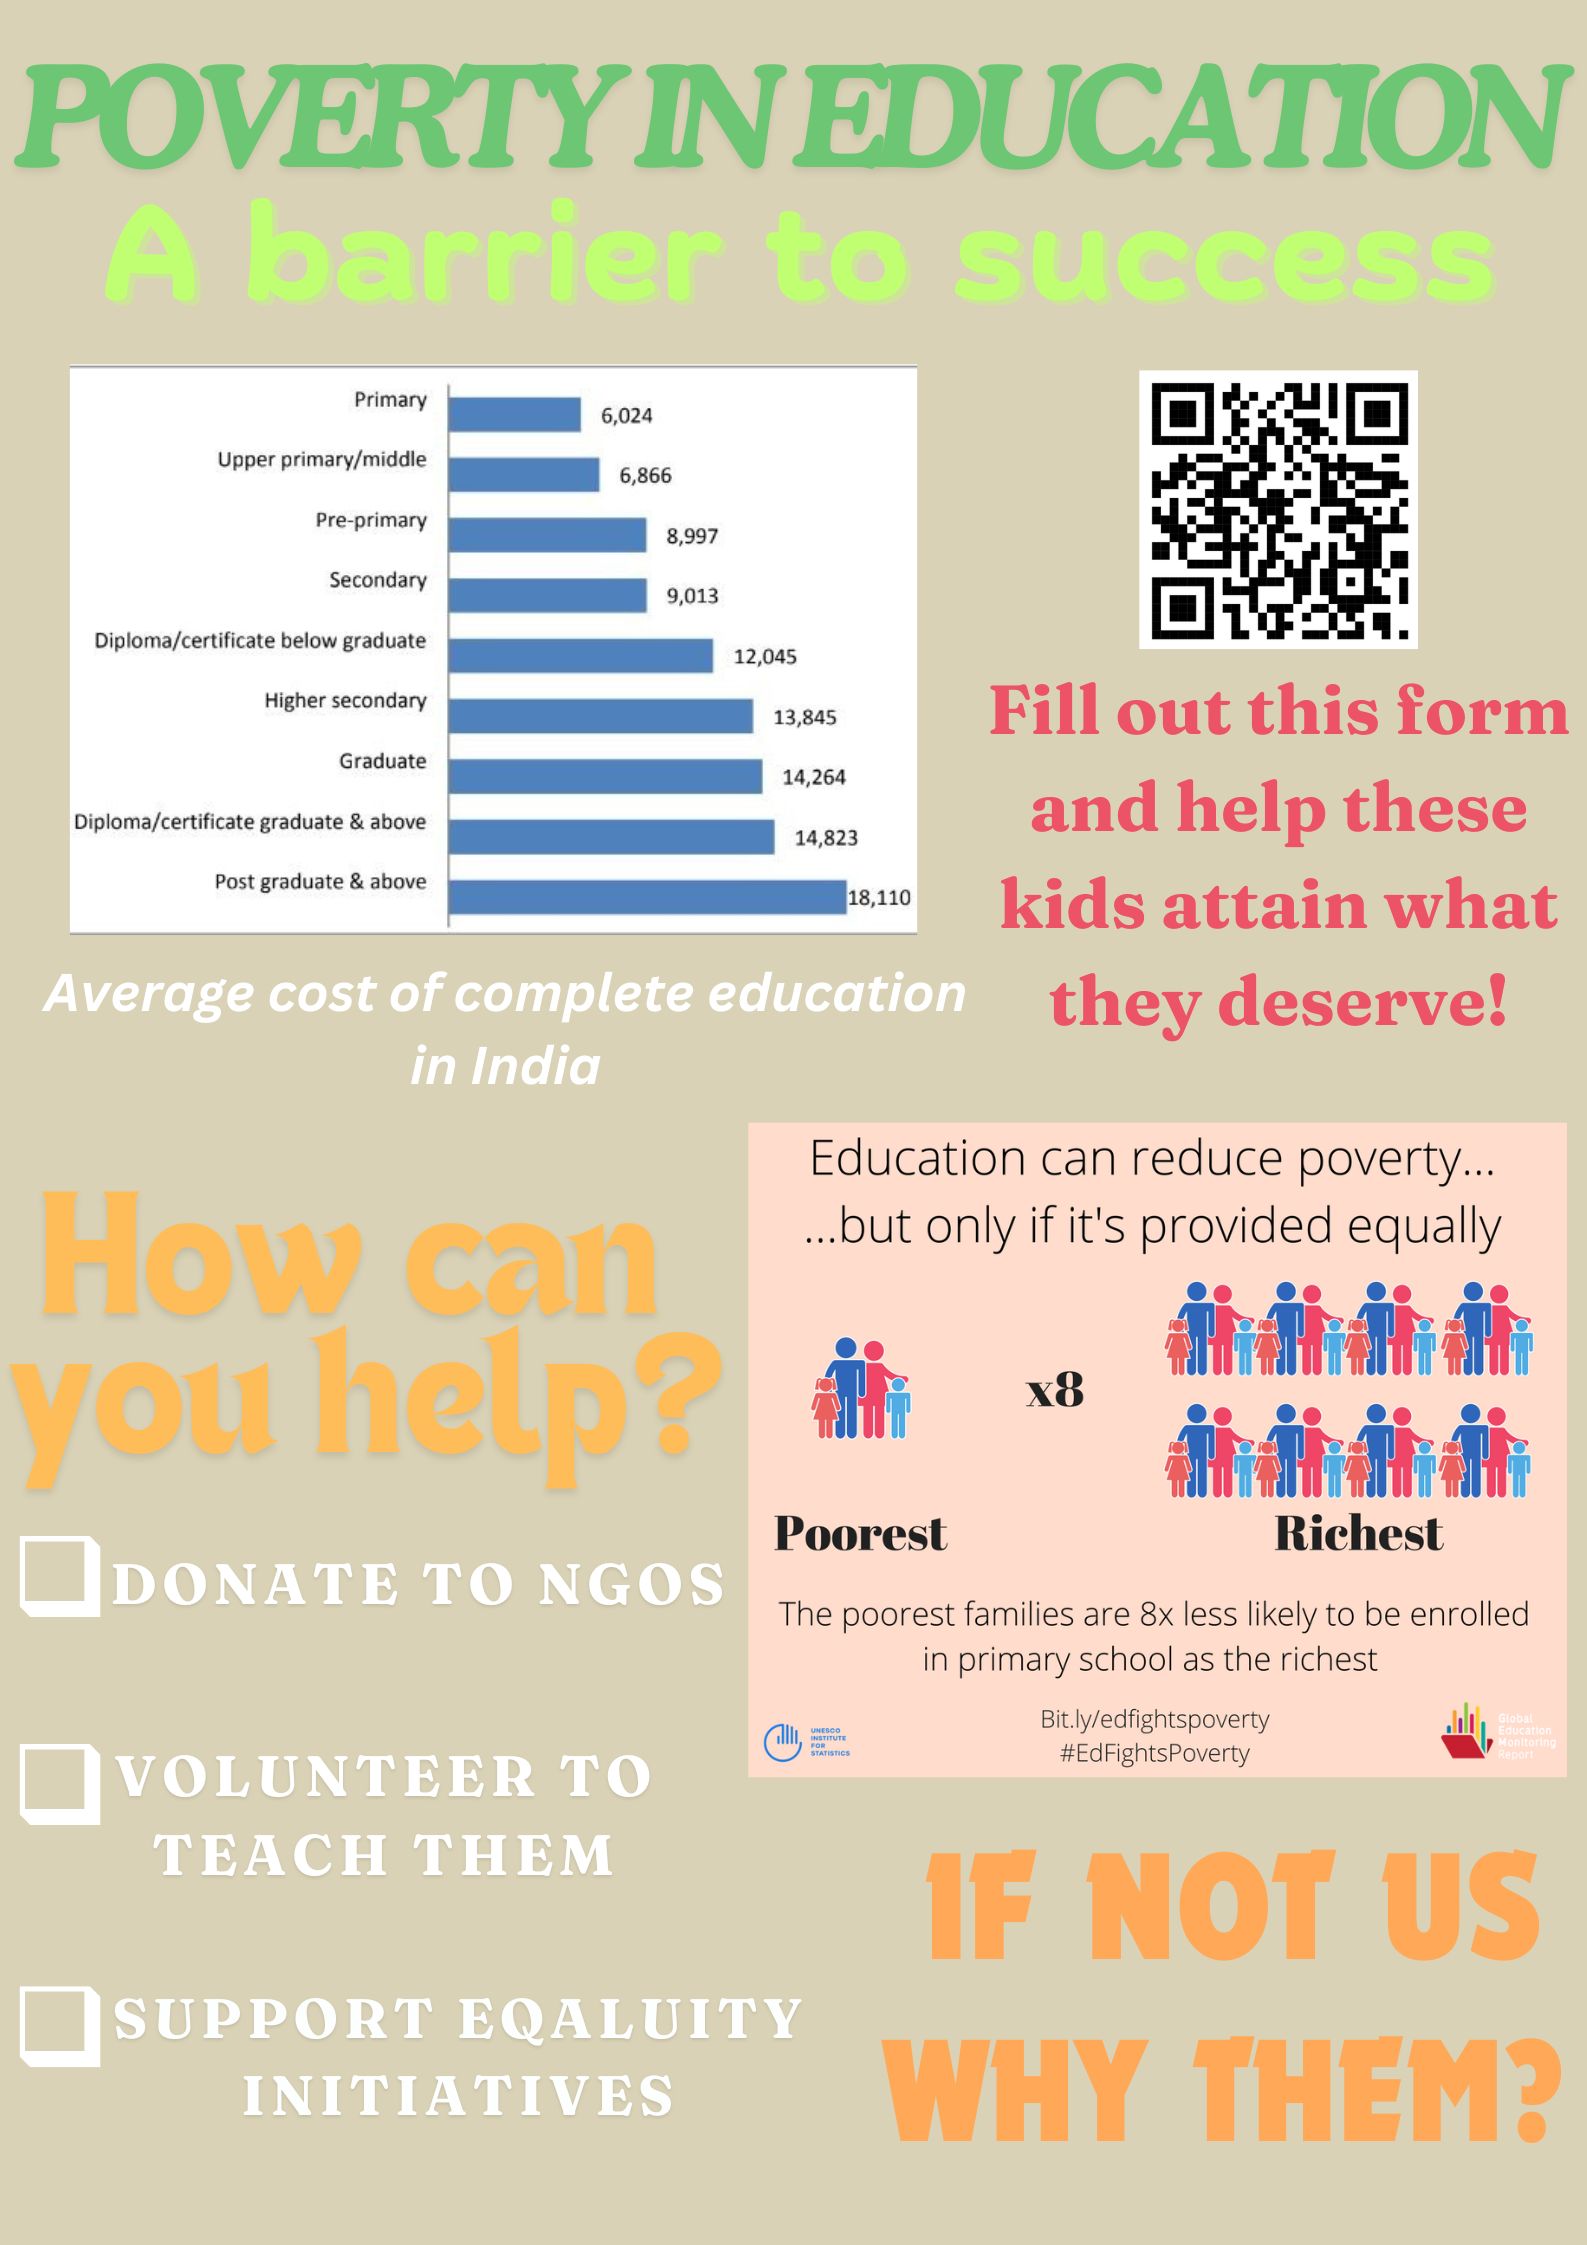 POVERTY IN EDUCATION
A barrier to success
Primary
6,024
Upper primary/middle
6,866
Pre-primary
8,997
Secondary
9,013
Diploma/certificate below graduate
12,045
Higher secondary
13,845
Graduate
14,264
Diploma/certificate graduate & above
14,823
Post graduate & above
18,110
Average cost of complete education
in India
Fill out this form
and help these
kids attain what
they deserve!
How can
you help?
DONATE TO NGOS
VOLUNTEER TO
TEACH THEM
SUPPORT EQALUITY
INITIATIVES
Education can reduce poverty...
...but only if it's provided equally
x8
Poorest
Richest
The poorest families are 8x less likely to be enrolled
in primary school as the richest
Bit.ly/edfightspoverty
#EdFightsPoverty
UNESCO
INSTITUTE
FOR
STATISTICS
Global
Education
Monitoring
Report
IF NOT US
WHY THEM?